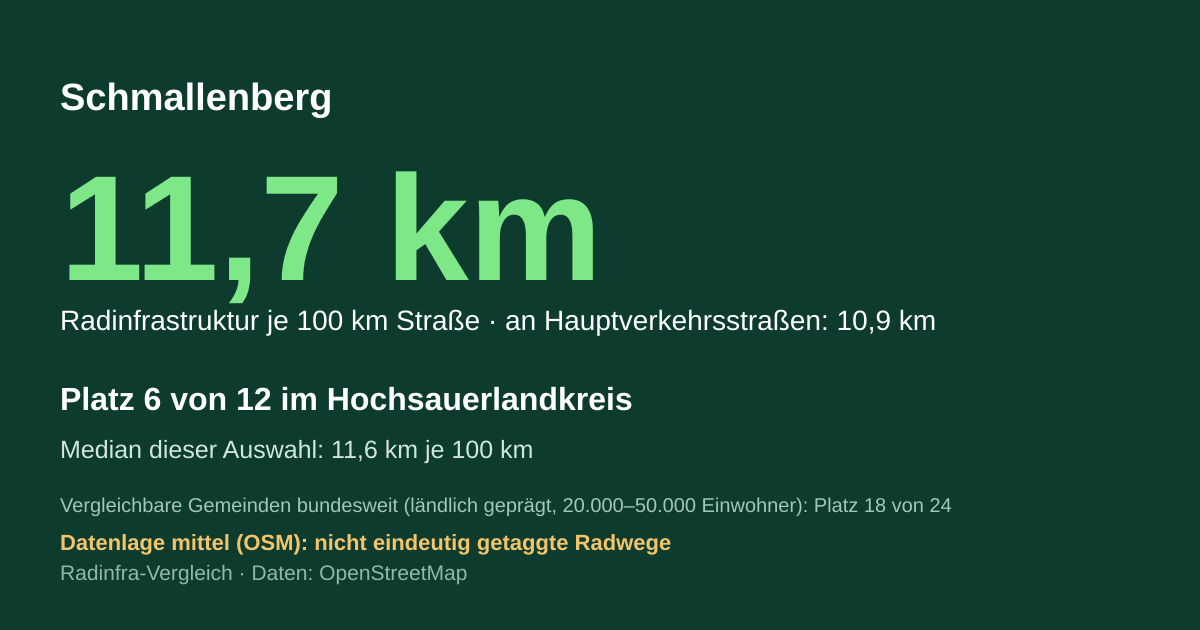 Schmallenberg
11,7 km
Radinfrastruktur je 100 km Straße · an Hauptverkehrsstraßen: 10,9 km
Platz 6 von 12 im Hochsauerlandkreis
Median dieser Auswahl: 11,6 km je 100 km
Vergleichbare Gemeinden bundesweit (ländlich geprägt, 20.000–50.000 Einwohner): Platz 18 von 24
Datenlage mittel (OSM): nicht eindeutig getaggte Radwege
Radinfra-Vergleich · Daten: OpenStreetMap